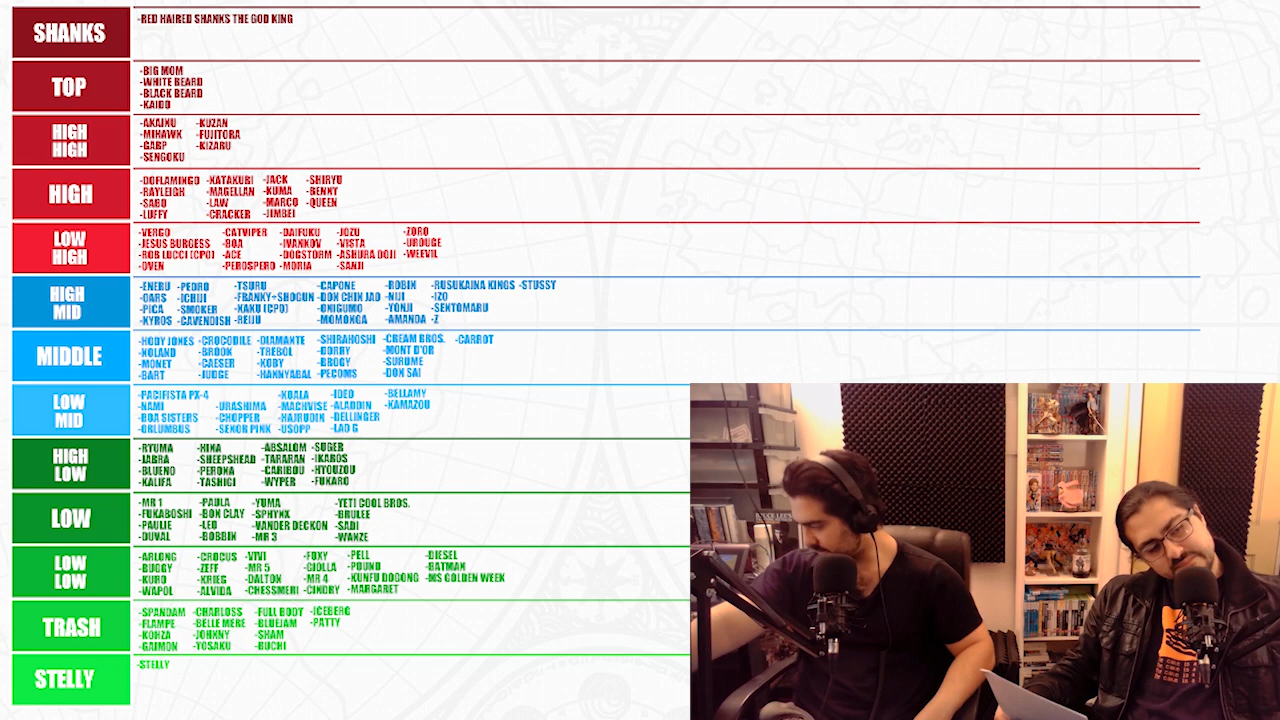 SHANKS
-RED HAIRED SHANKS THE GOD KING
TOP
-BIG MOM
-WHITE BEARD
-BLACK BEARD
-KAIDO
HIGH HIGH
-AKAINU -KUZAN
-MIHAWK -FUJITORA
-GARP -KIZARU
-SENGOKU
HIGH
-DOFLAMINGO -KATAKURI -JACK -SHIRYU
-RAYLEIGH -MAGELLAN -KUMA -BENNY
-SABO -LAW -MARCO -QUEEN
-LUFFY -CRACKER -JIMBEI
LOW HIGH
-VERGO -CATVIPER -DAIFUKU -JOZU -ZORO
-JESUS BURGESS -BOA -IVANKOV -VISTA -UROUGE
-ROB LUCCI (CPO) -ACE -DOGSTORM -ASHURA DOJI -WEEVIL
-OVEN -PEROSPERO -MORIA -SANJI
HIGH MID
-ENERU -PEDRO -TSURU -CAPONE -ROBIN -RUSUKAINA KINGS -STUSSY
-OARS -ICHIJI -FRANKY+SHOGUN -DON CHIN JAO -NIJI -IZO
-PICA -SMOKER -KAKU (CPO) -ONIGUMO -YONJI -SENTOMARU
-KYROS -CAVENDISH -REIJU -MOMONGA -AMANDA -Z
MIDDLE
-HODY JONES -CROCODILE -DIAMANTE -SHIRAHOSHI -CREAM BROS. -CARROT
-NOLAND -BROOK -TREBOL -DORRY -MONT D'OR
-MONET -CAESER -KOBY -BROGY -SURUME
-BART -JUDGE -HANNYABAL -PECOMS -DON SAI
LOW MID
-PACIFISTA PX-4 -KOALA -IDEO -BELLAMY
-NAMI -URASHIMA -MACHVISE -ALADDIN -KAMAZOU
-BOA SISTERS -CHOPPER -HAJRUDIN -DELLINGER
-ORLUMBUS -SENOR PINK -USOPP -LAO G
HIGH LOW
-RYUMA -HINA -ABSALOM -SUGER
-JABRA -SHEEPSHEAD -TARARAN -IKAROS
-BLUENO -PERONA -CARIBOU -HYOUZOU
-KALIFA -TASHIGI -WYPER -FUKARO
LOW
-MR 1 -PAULA -YUMA -YETI COOL BROS.
-FUKABOSHI -BON CLAY -SPHYNX -BRULEE
-PAULIE -LEO -VANDER DECKON -SADI
-DUVAL -BOBBIN -MR 3 -WANZE
LOW LOW
-ARLONG -CROCUS -VIVI -FOXY -PELL -DIESEL
-BUGGY -ZEFF -MR 5 -GIOLLA -POUND -BATMAN
-KURO -KRIEG -DALTON -MR 4 -KUNFU DOGONG -MS GOLDEN WEEK
-WAPOL -ALVIDA -CHESSMERI -CINDRY -MARGARET
TRASH
-SPANDAM -CHARLOSS -FULL BODY -ICEBERG
-FLAMPE -BELLE MERE -BLUEJAM -PATTY
-KOHZA -JOHNNY -SHAM
-GAIMON -YOSAKU -BUCHI
STELLY
-STELLY